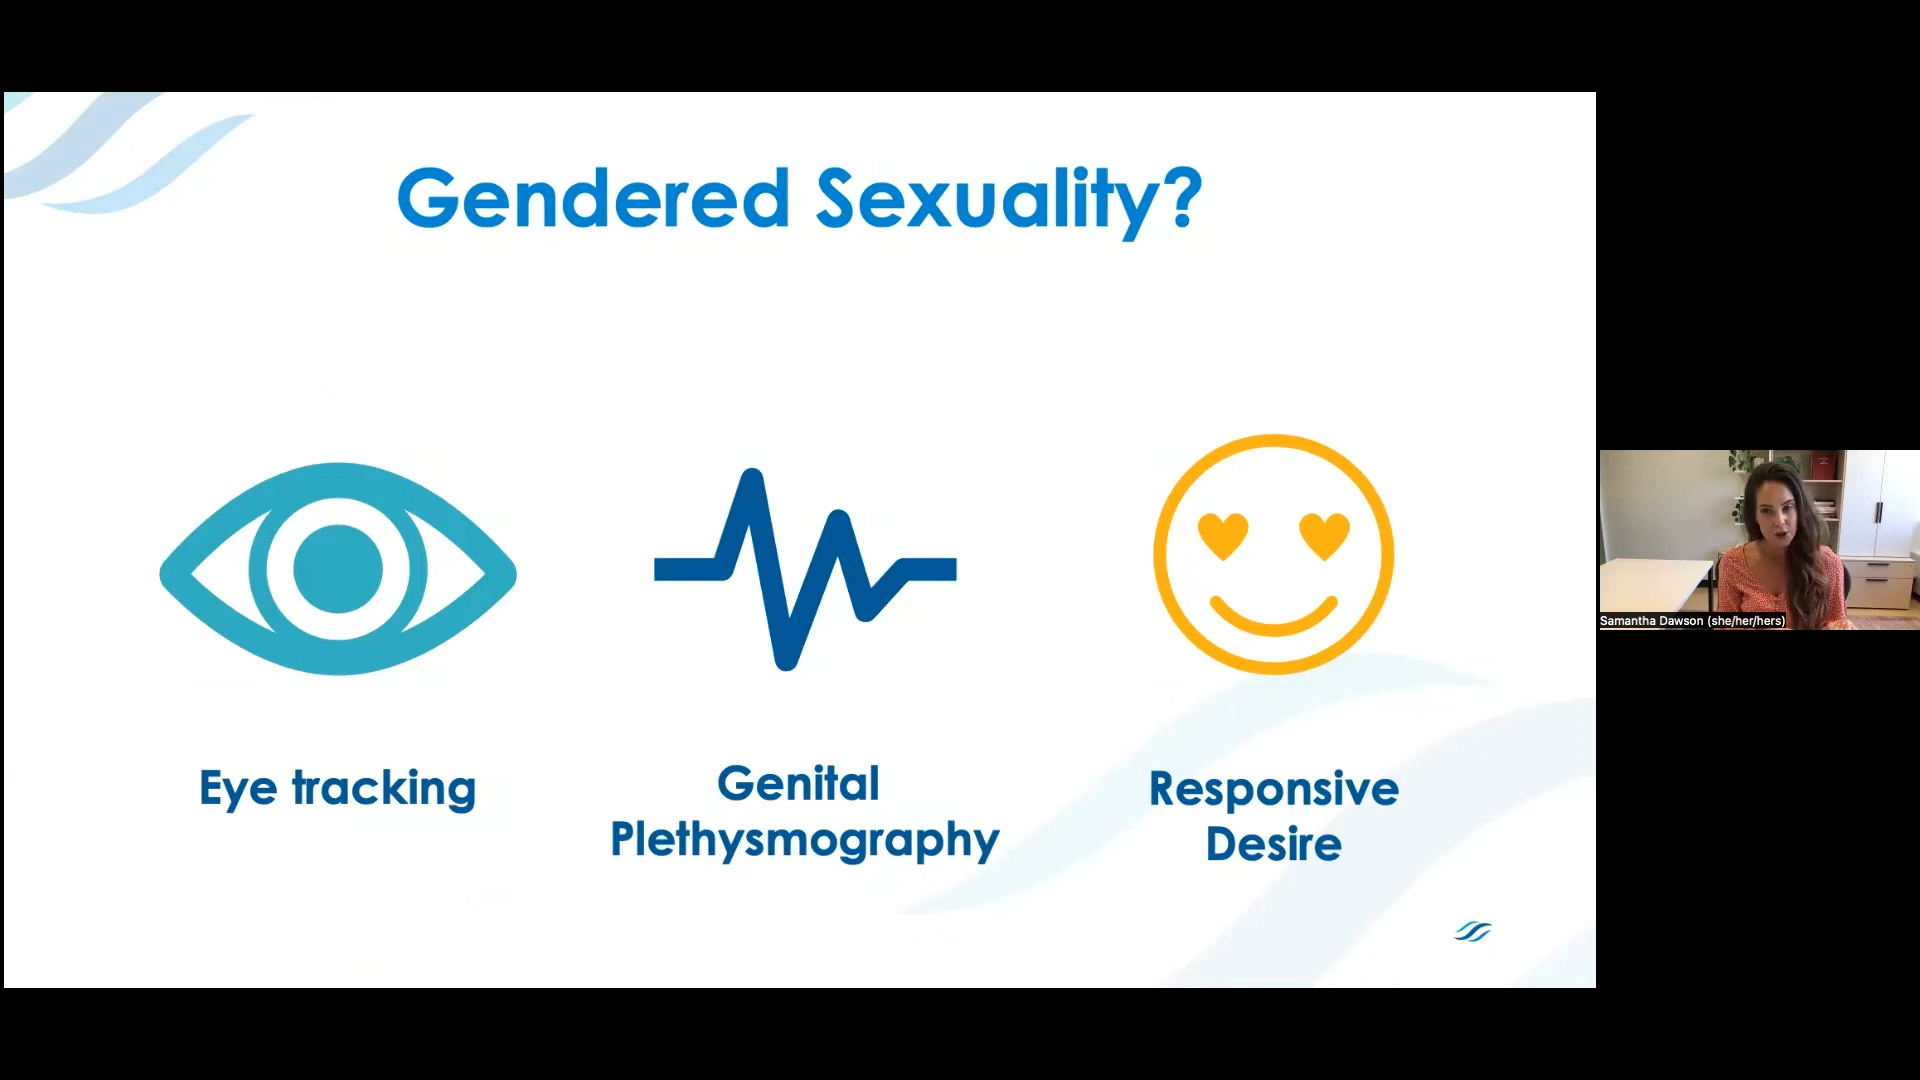 Gendered Sexuality?
Eye tracking
Genital
Plethysmography
Responsive
Desire
Samantha Dawson (she/her/hers)